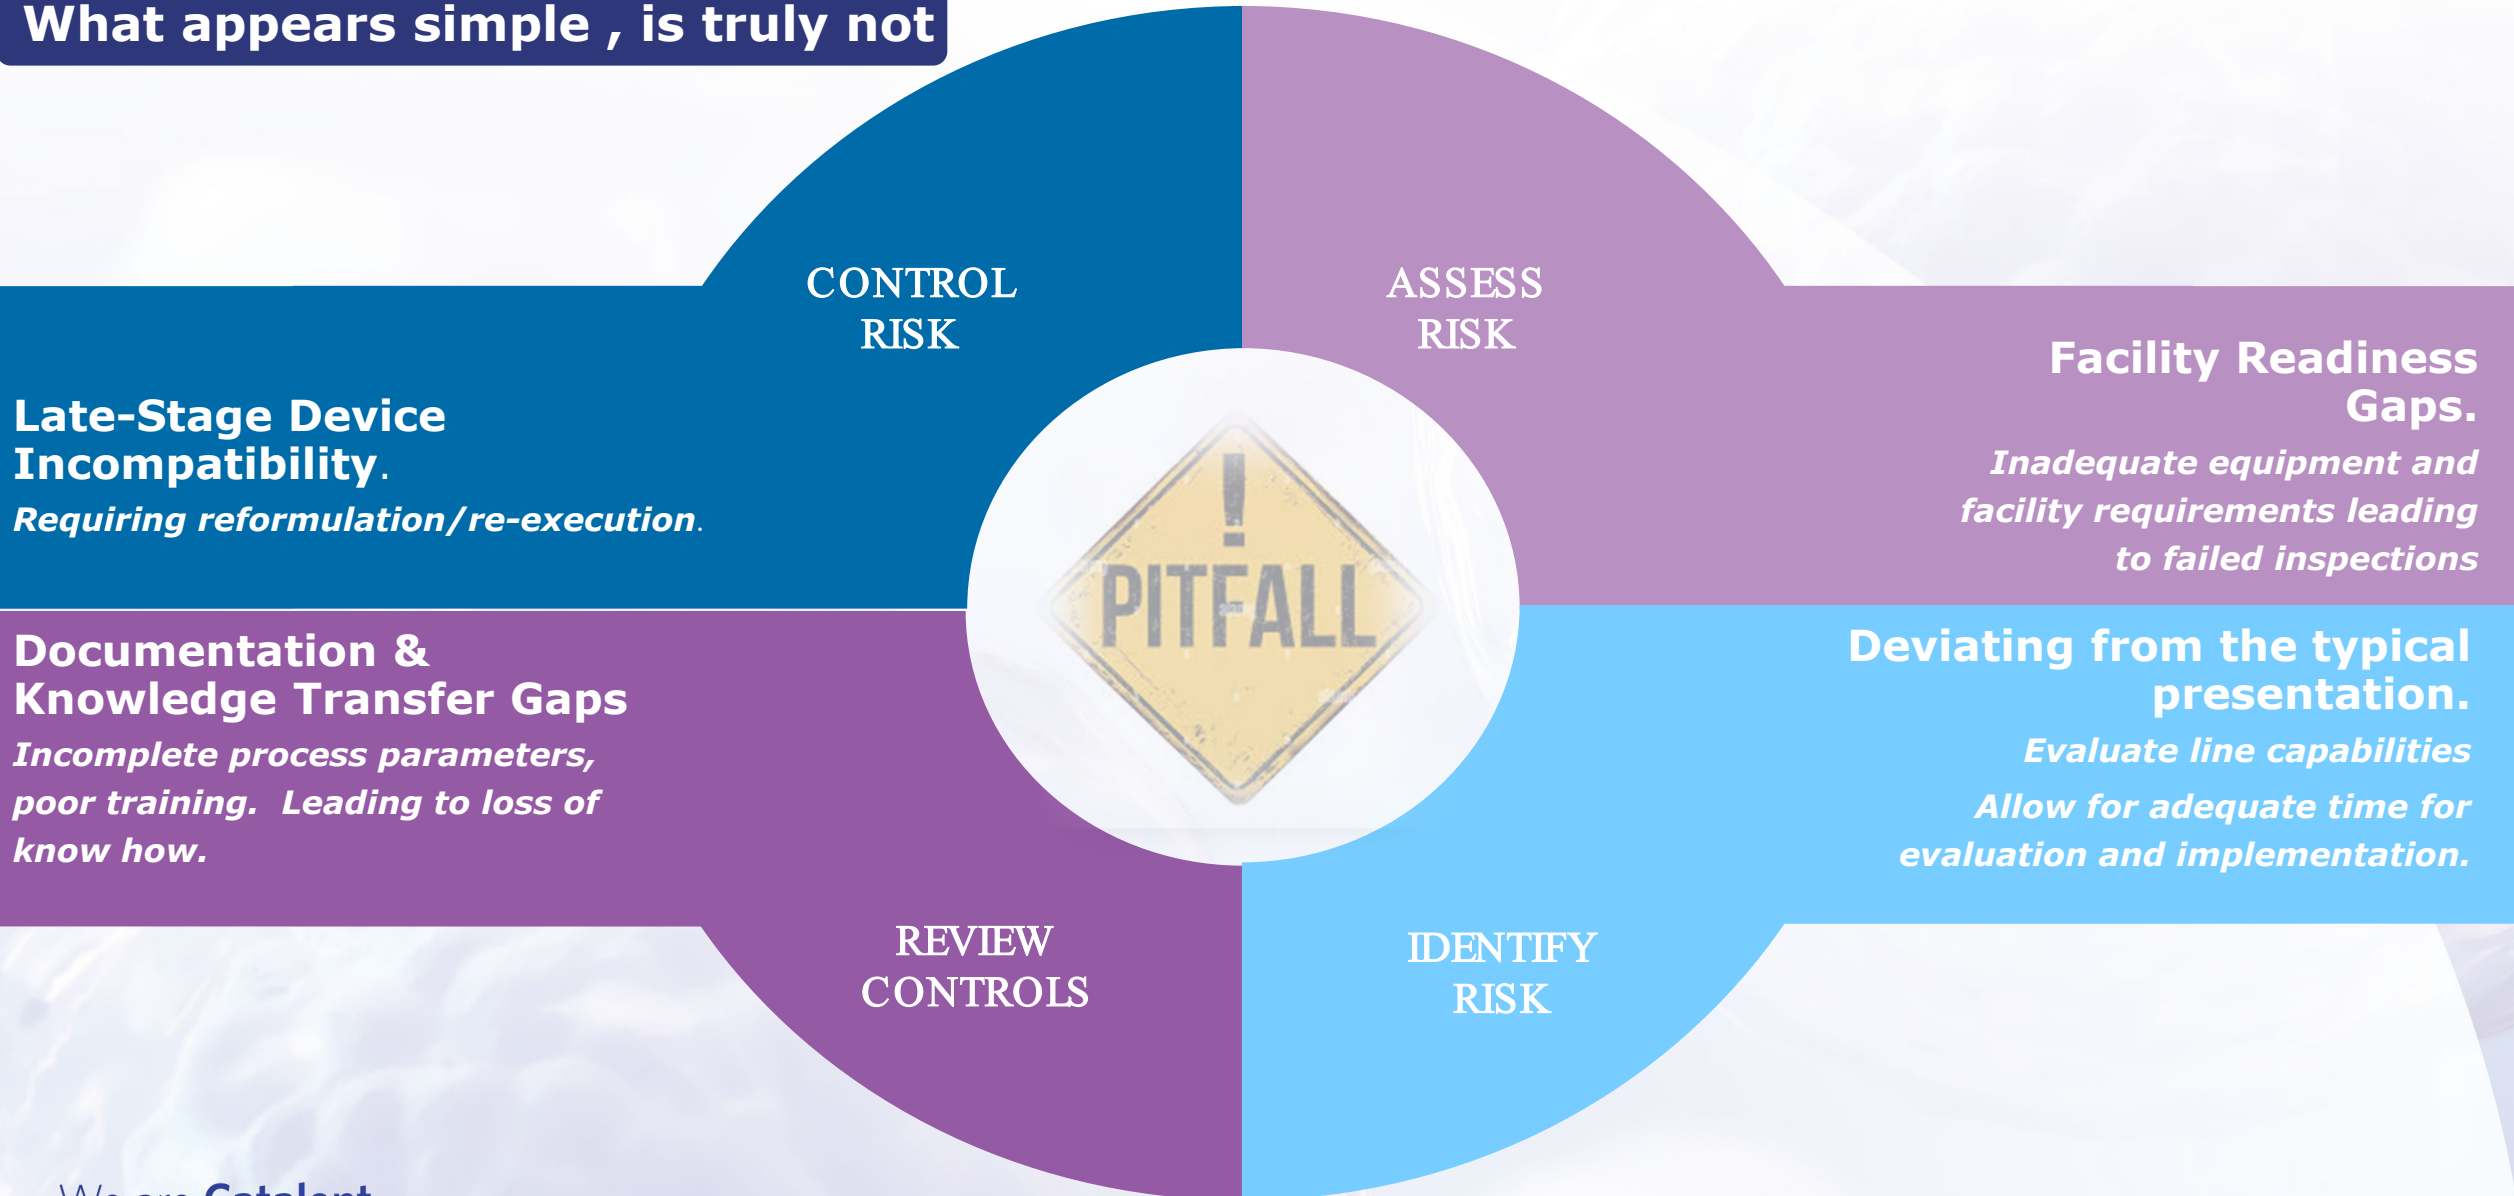 What appears simple , is truly not
CONTROL
RISK
ASSESS
RISK
Late-Stage Device
Incompatibility.
Requiring reformulation/re-execution.
Facility Readiness
Gaps.
Inadequate equipment and
facility requirements leading
to failed inspections
!
PITFALL
Documentation &
Knowledge Transfer Gaps
Incomplete process parameters,
poor training.  Leading to loss of
know how.
Deviating from the typical
presentation.
Evaluate line capabilities
Allow for adequate time for
evaluation and implementation.
REVIEW
CONTROLS
IDENTIFY
RISK
We are Catalent